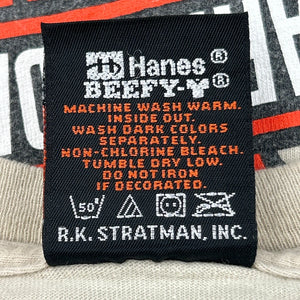 Hanes®
BEEFY-T®
MACHINE WASH WARM.
INSIDE OUT.
WASH DARK COLORS
SEPARATELY.
NON-CHLORINE BLEACH.
TUMBLE DRY LOW.
DO NOT IRON
IF DECORATED.
50°
R.K. STRATMAN, INC.